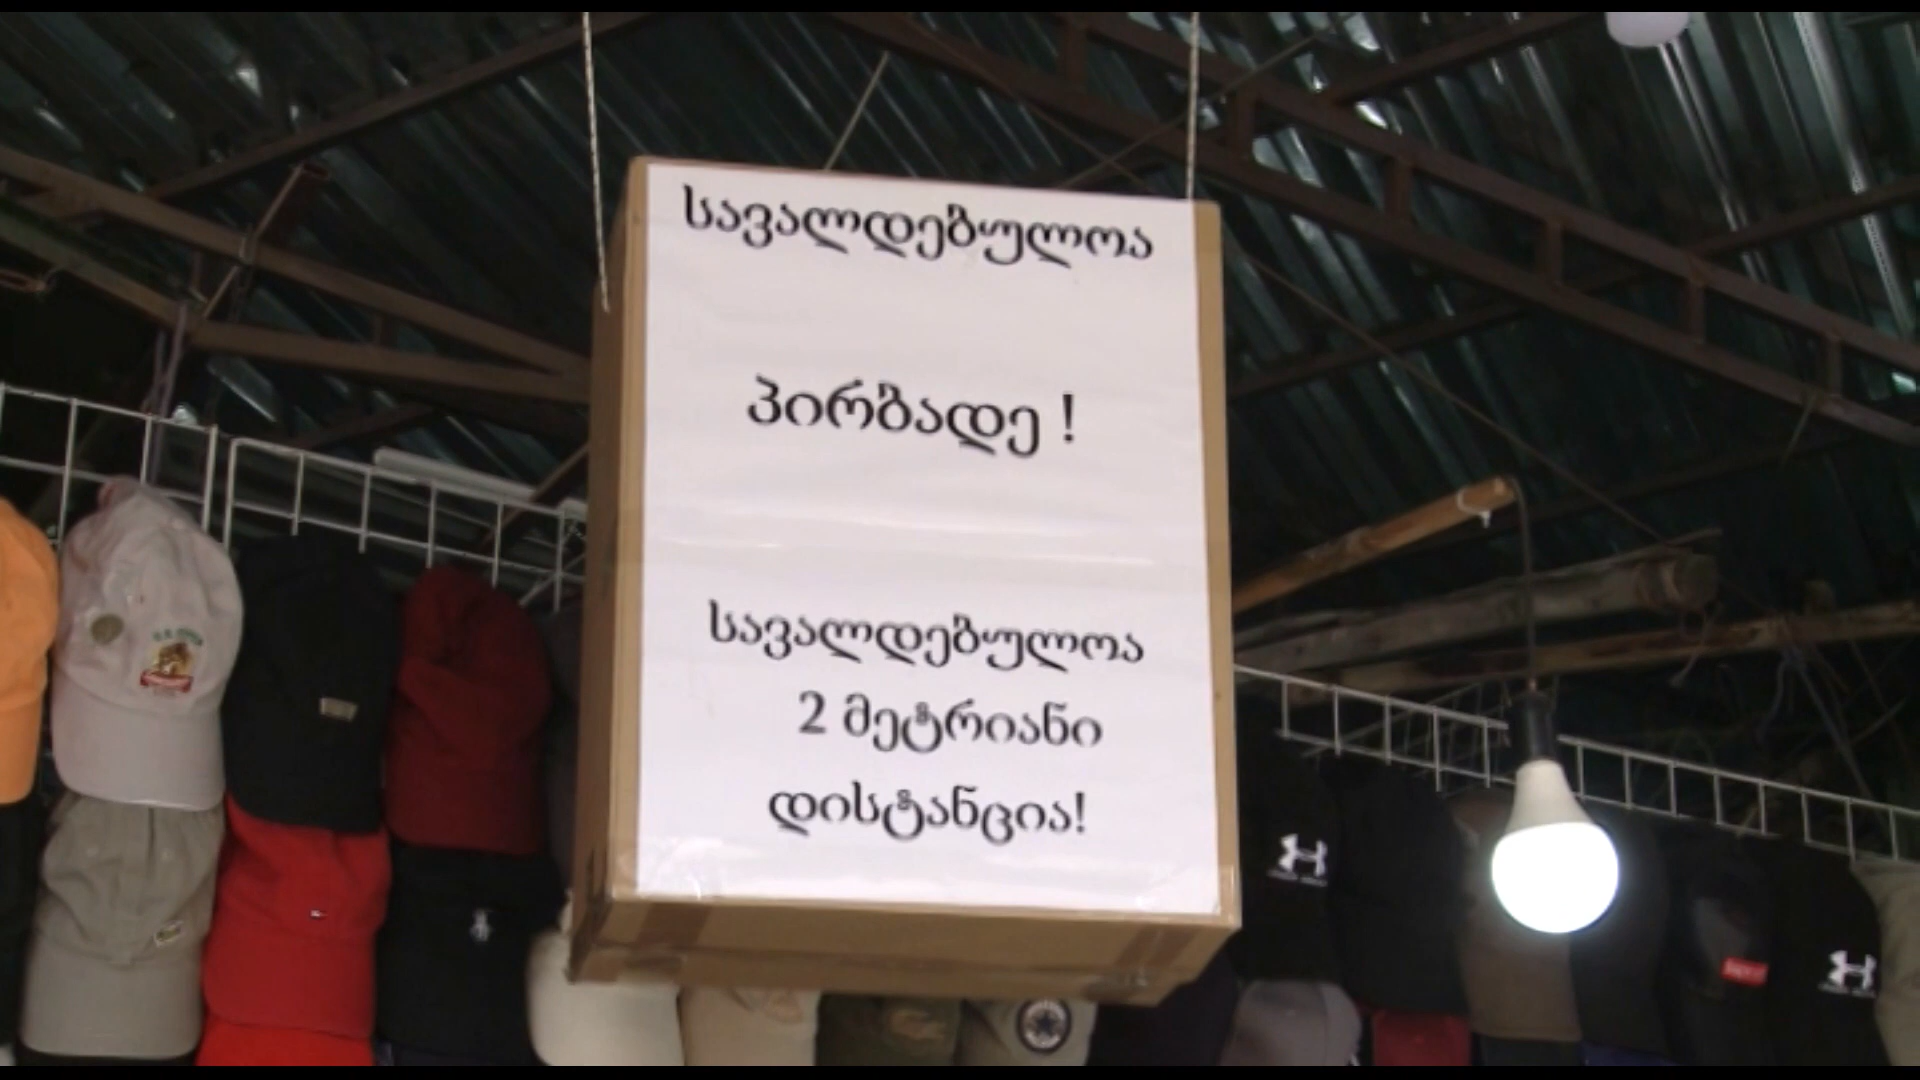 სავალდებულოა
პირბადე !
სავალდებულოა
2 მეტრიანი
დისტანცია!